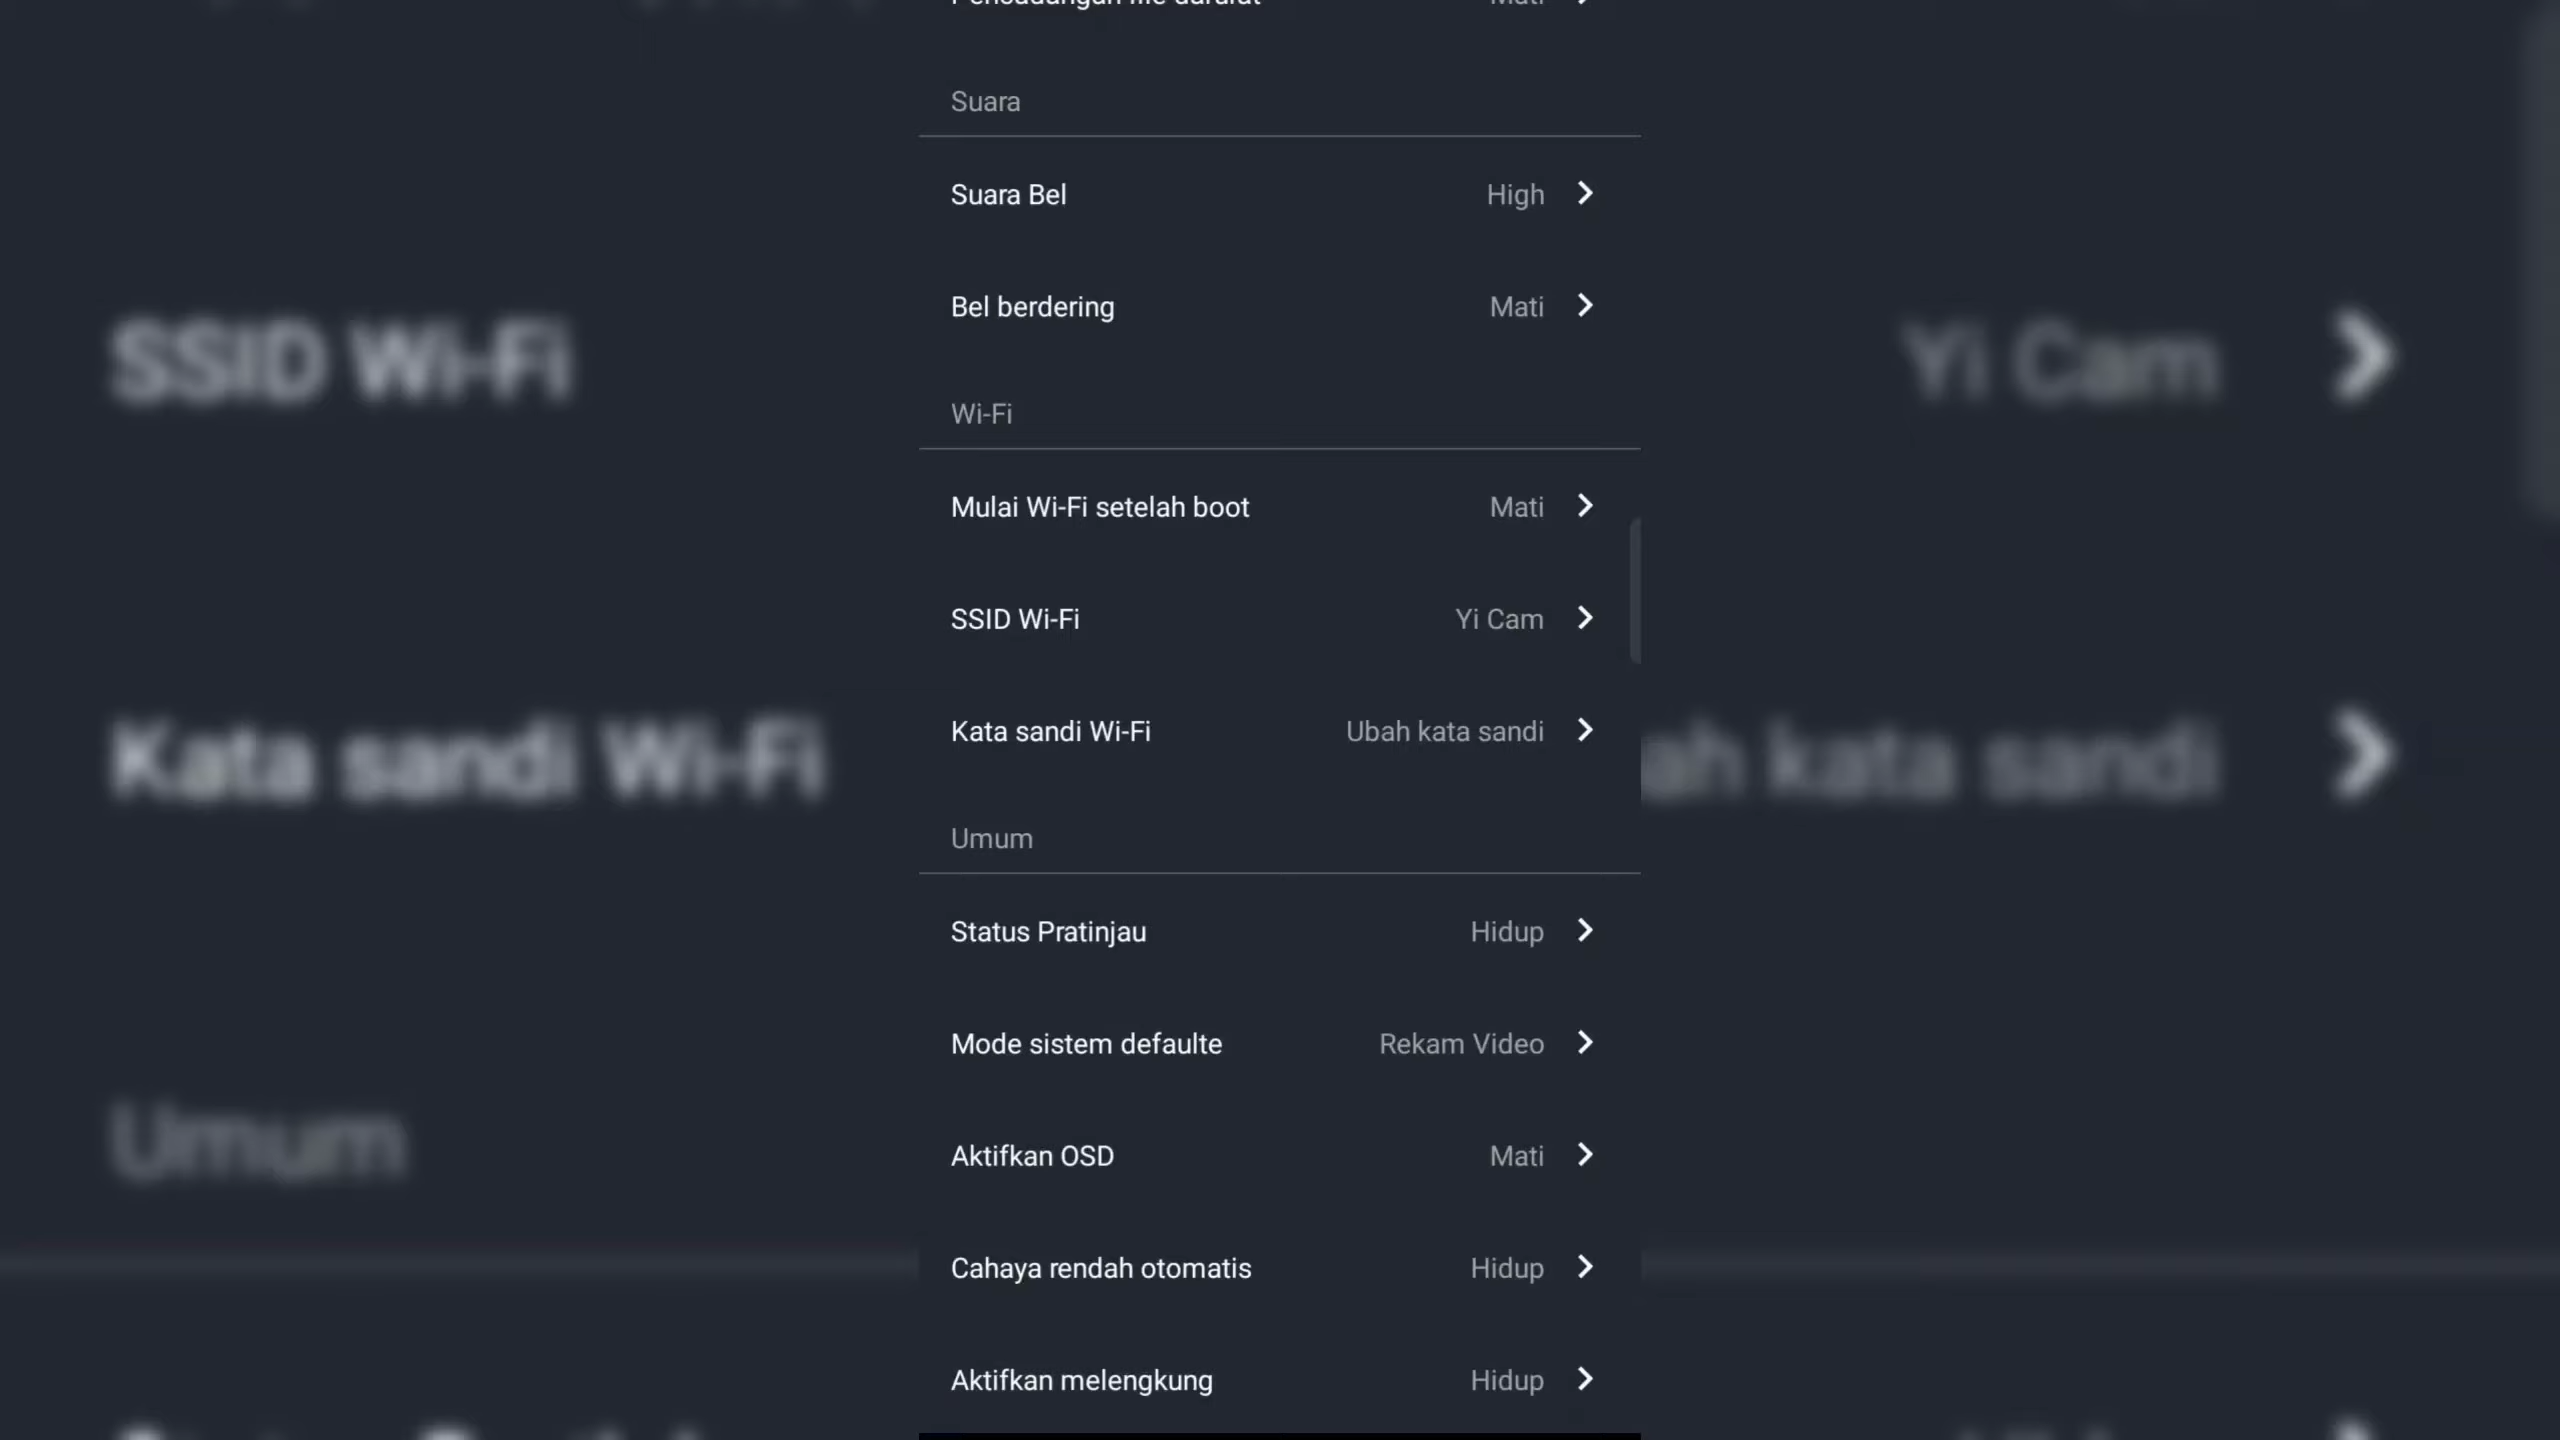 Suara
Suara Bel High
Bel berdering Mati
Wi-Fi
Mulai Wi-Fi setelah boot Mati
SSID Wi-Fi Yi Cam
Kata sandi Wi-Fi Ubah kata sandi
Umum
Status Pratinjau Hidup
Mode sistem defaulte Rekam Video
Aktifkan OSD Mati
Cahaya rendah otomatis Hidup
Aktifkan melengkung Hidup